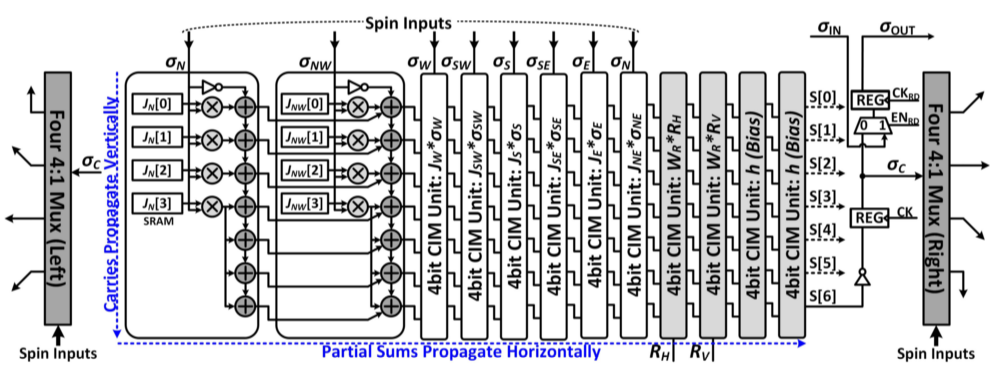 Spin Inputs
σN
σNW
σW
σSW
σS
σSE
σE
σN
σIN
σOUT
Four 4:1 Mux (Left)
σC
Spin Inputs
Carries Propagate Vertically
JN[0]
JN[1]
JN[2]
JN[3]
SRAM
JNW[0]
JNW[1]
JNW[2]
JNW[3]
4bit CIM Unit: JW*σW
4bit CIM Unit: JSW*σSW
4bit CIM Unit: JS*σS
4bit CIM Unit: JSE*σSE
4bit CIM Unit: JE*σE
4bit CIM Unit: JNE*σNE
4bit CIM Unit: WR*RH
4bit CIM Unit: WR*RV
4bit CIM Unit: h (Bias)
4bit CIM Unit: h (Bias)
S[0]
S[1]
S[2]
S[3]
S[4]
S[5]
S[6]
REG
CKRD
0 1
ENRD
σC
REG
CK
Four 4:1 Mux (Right)
Spin Inputs
Partial Sums Propagate Horizontally
RH
RV